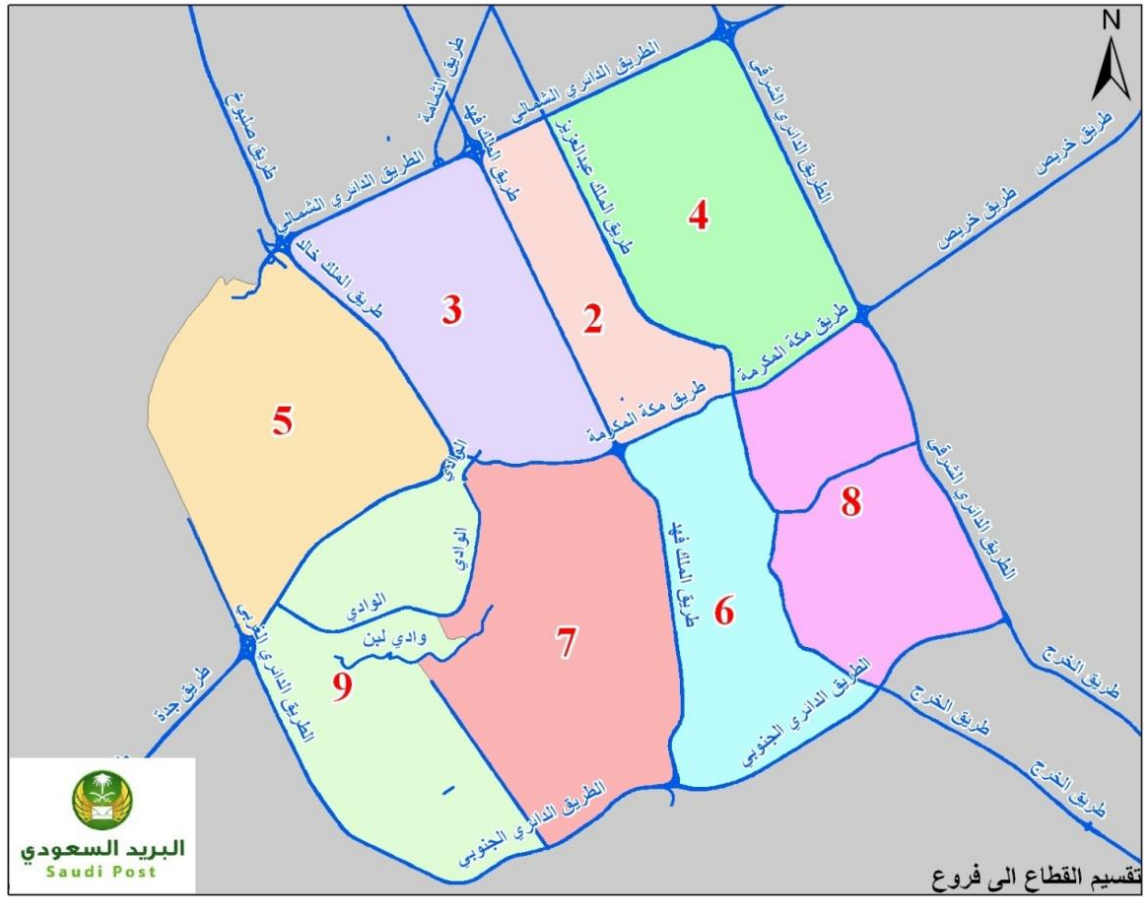 N
الطريق الدائري الشمالي
طريق الثمامة
طريق صلبوخ
طريق الملك فهد
طريق الملك عبدالعزيز
الطريق الدائري الشرقي
طريق خريص
طريق خريص
الطريق الدائري الشمالي
طريق الملك خالد
4
3
2
طريق مكة المكرمة
5
طريق مكة المكرمة
الوادي
الطريق الدائري الشرقي
8
الوادي
طريق الملك فهد
الوادي
6
7
وادي لبن
9
الطريق الدائري الغربي
طريق جدة
طريق الخرج
الطريق الدائري الجنوبي
طريق الخرج
طريق الخرج
الطريق الدائري الجنوبي
البريد السعودي
Saudi Post
تقسيم القطاع الى فروع